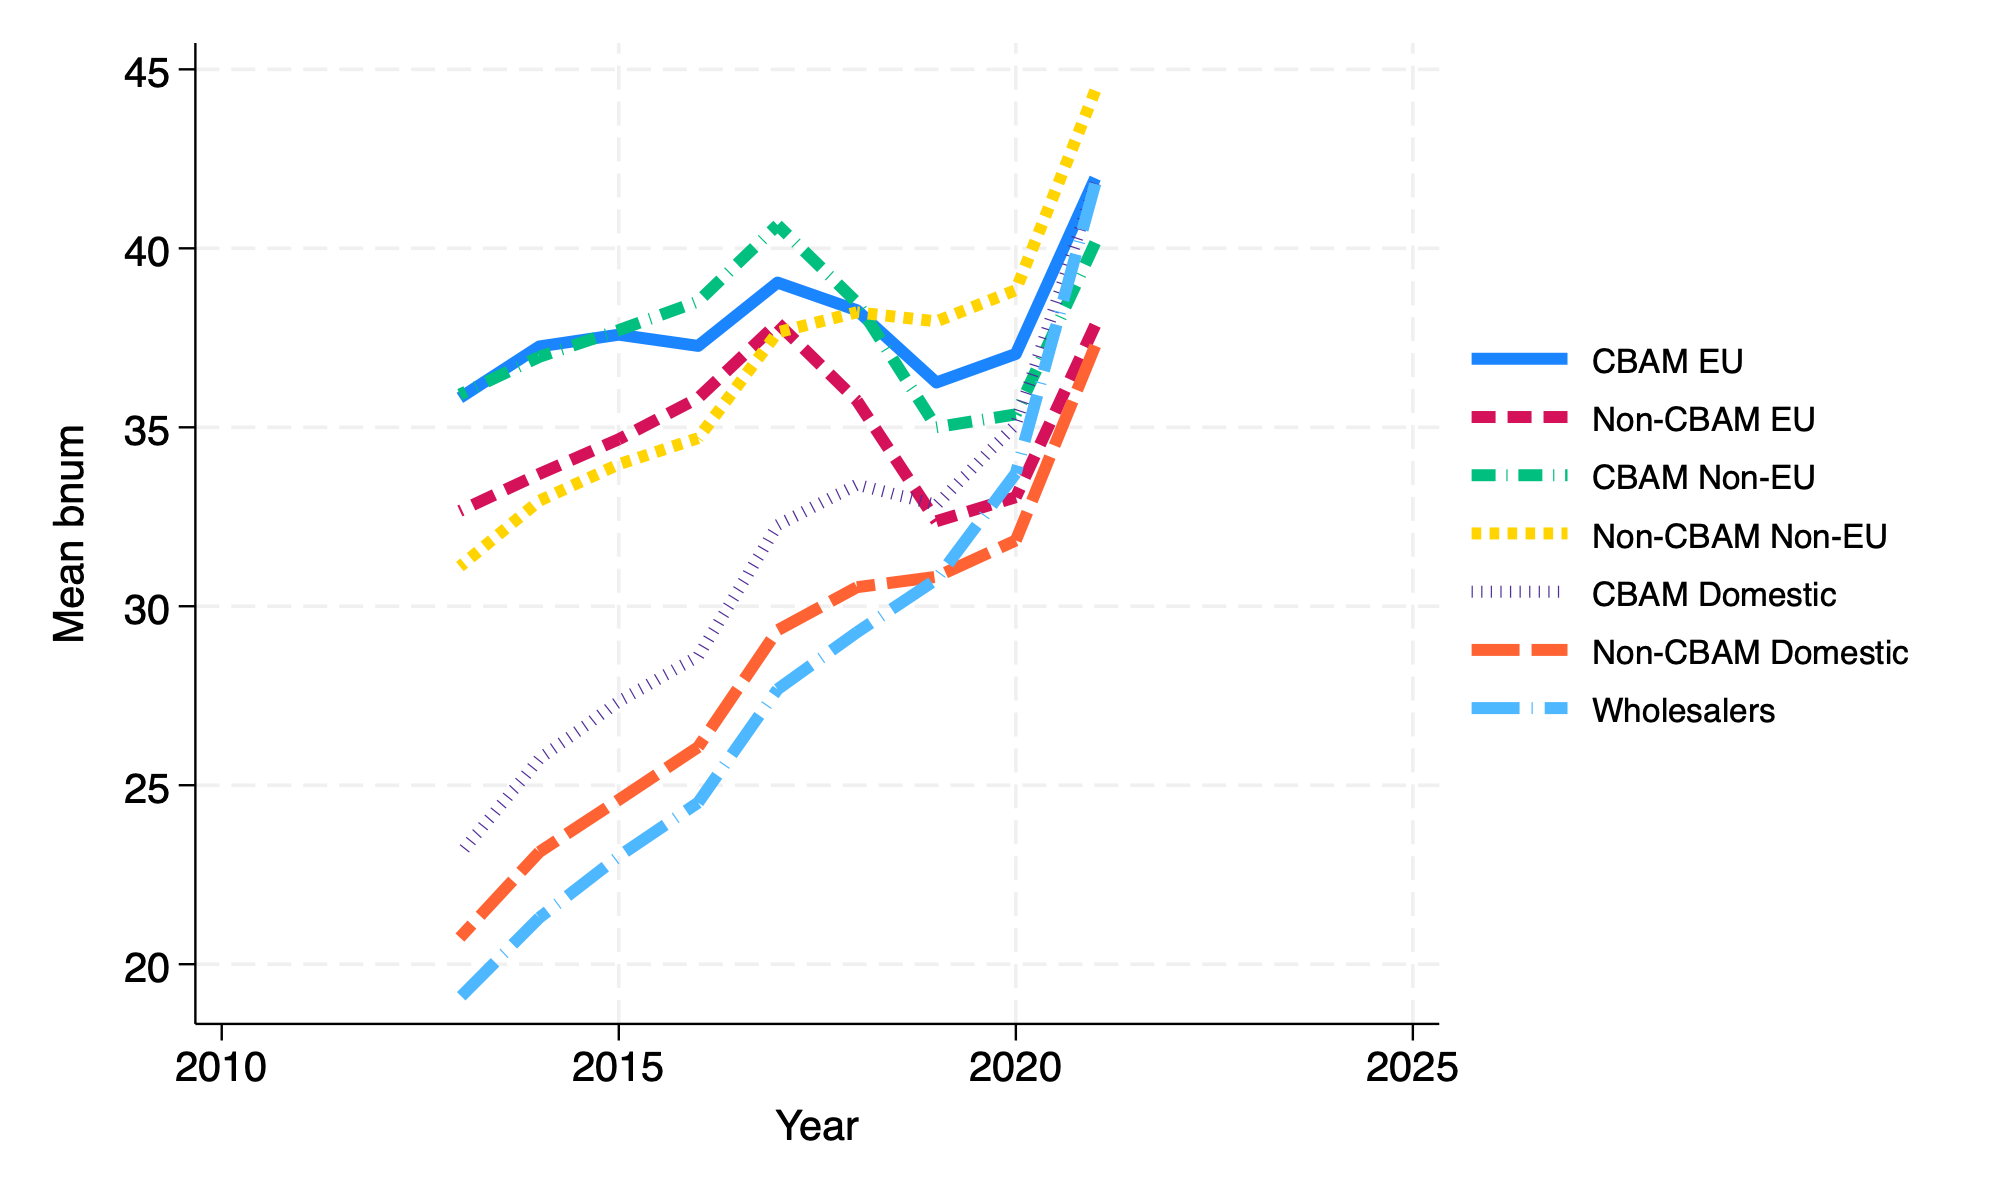 45
40
35
30
25
20
Mean bnum
2010 2015 2020 2025
Year
CBAM EU
Non-CBAM EU
CBAM Non-EU
Non-CBAM Non-EU
CBAM Domestic
Non-CBAM Domestic
Wholesalers